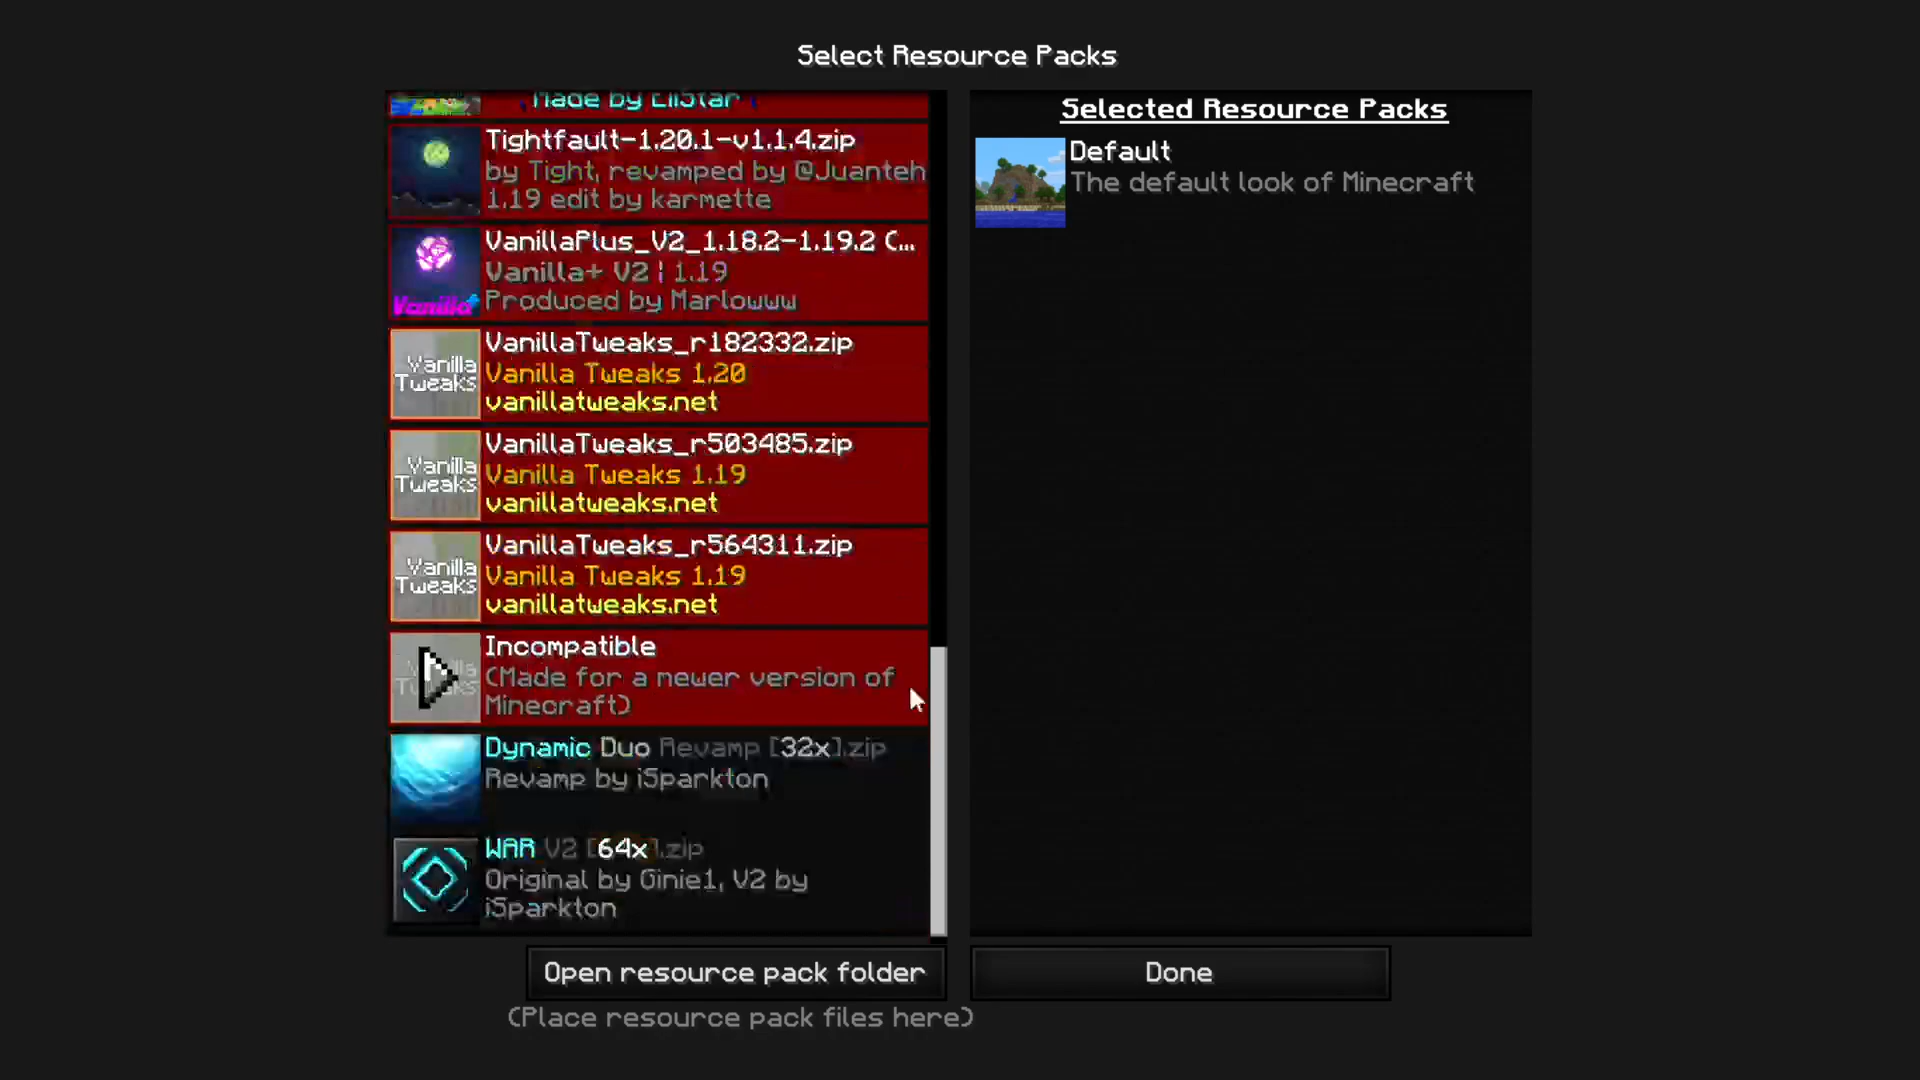 Select Resource Packs
Made by EliStar
Tightfault-1.20.1-v1.1.4.zip
by Tight, revamped by @Juanteh
1.19 edit by karmette
Vanilla+
VanillaPlus_V2_1.18.2-1.19.2 (...
Vanilla+ V2 | 1.19
Produced by Marlowww
Vanilla Tweaks
VanillaTweaks_r182332.zip
Vanilla Tweaks 1.20
vanillatweaks.net
Vanilla Tweaks
VanillaTweaks_r503485.zip
Vanilla Tweaks 1.19
vanillatweaks.net
Vanilla Tweaks
VanillaTweaks_r564311.zip
Vanilla Tweaks 1.19
vanillatweaks.net
Incompatible
(Made for a newer version of
Minecraft)
Dynamic Duo Revamp [32x].zip
Revamp by iSparkton
WAR V2 [64x].zip
Original by Ginie1, V2 by
iSparkton
Selected Resource Packs
Default
The default look of Minecraft
Open resource pack folder
Done
(Place resource pack files here)